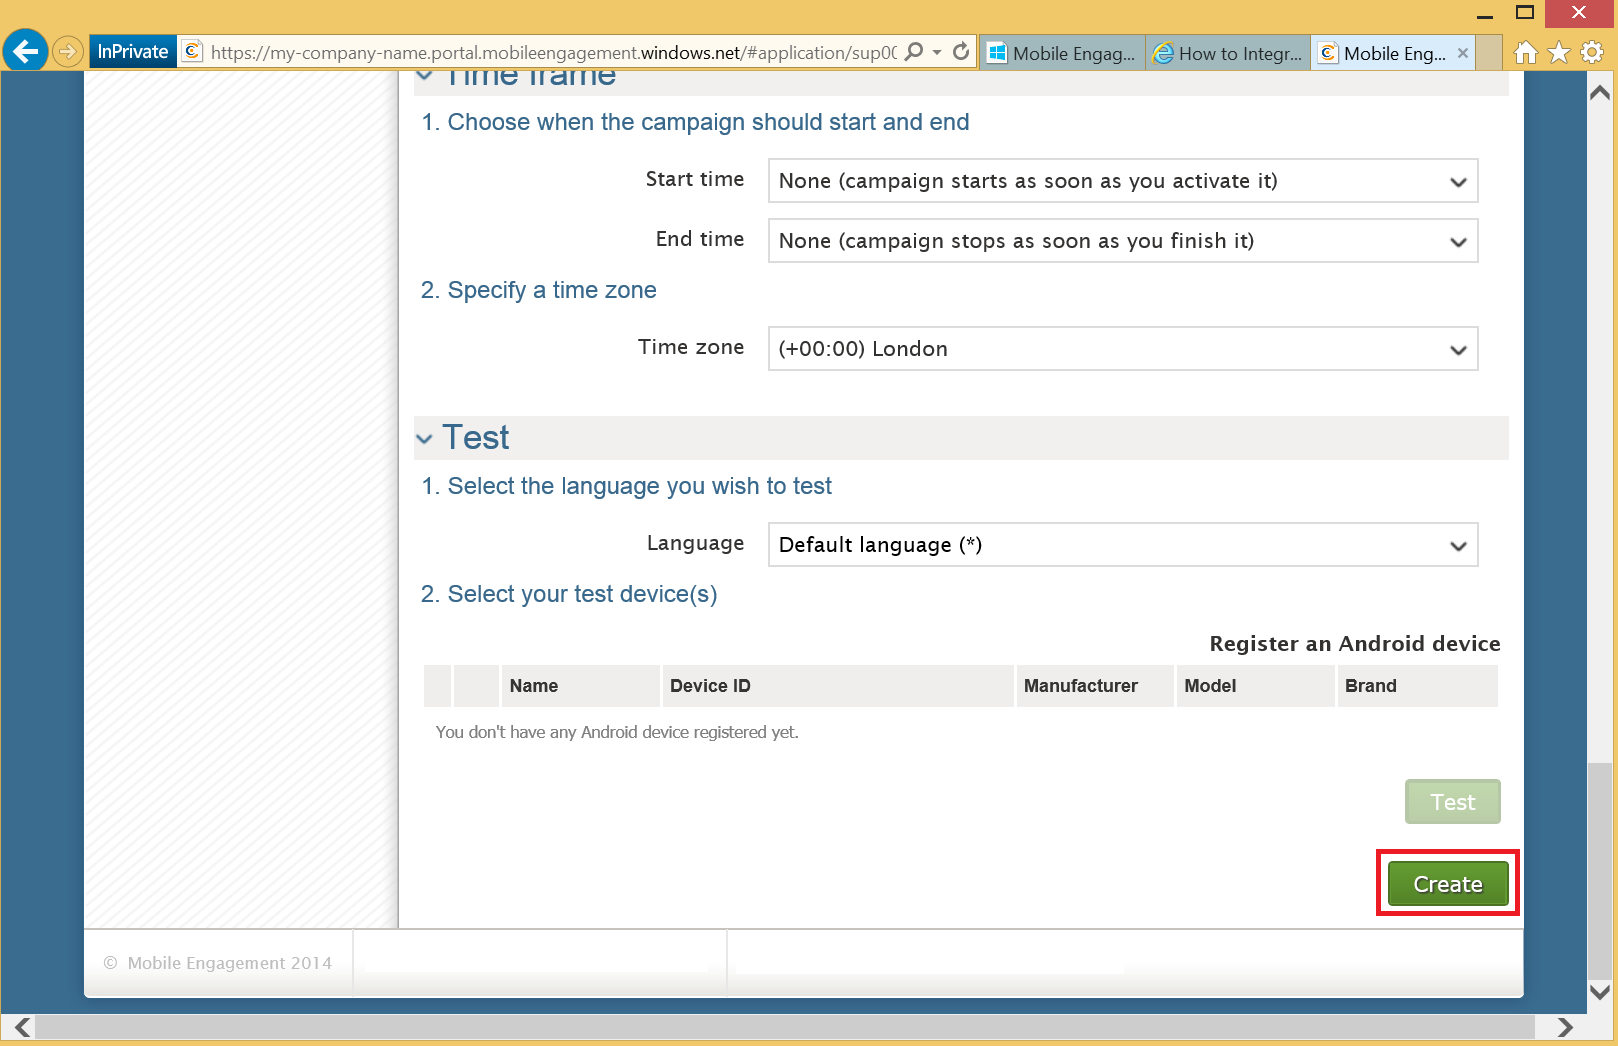 InPrivate
https://my-company-name.portal.mobileengagement.windows.net/#application/sup00
Mobile Engag...
How to Integr...
Mobile Eng...
Time frame
1. Choose when the campaign should start and end
Start time
None (campaign starts as soon as you activate it)
End time
None (campaign stops as soon as you finish it)
2. Specify a time zone
Time zone
(+00:00) London
Test
1. Select the language you wish to test
Language
Default language (*)
2. Select your test device(s)
Register an Android device
Name Device ID Manufacturer Model Brand
You don't have any Android device registered yet.
Test
Create
© Mobile Engagement 2014